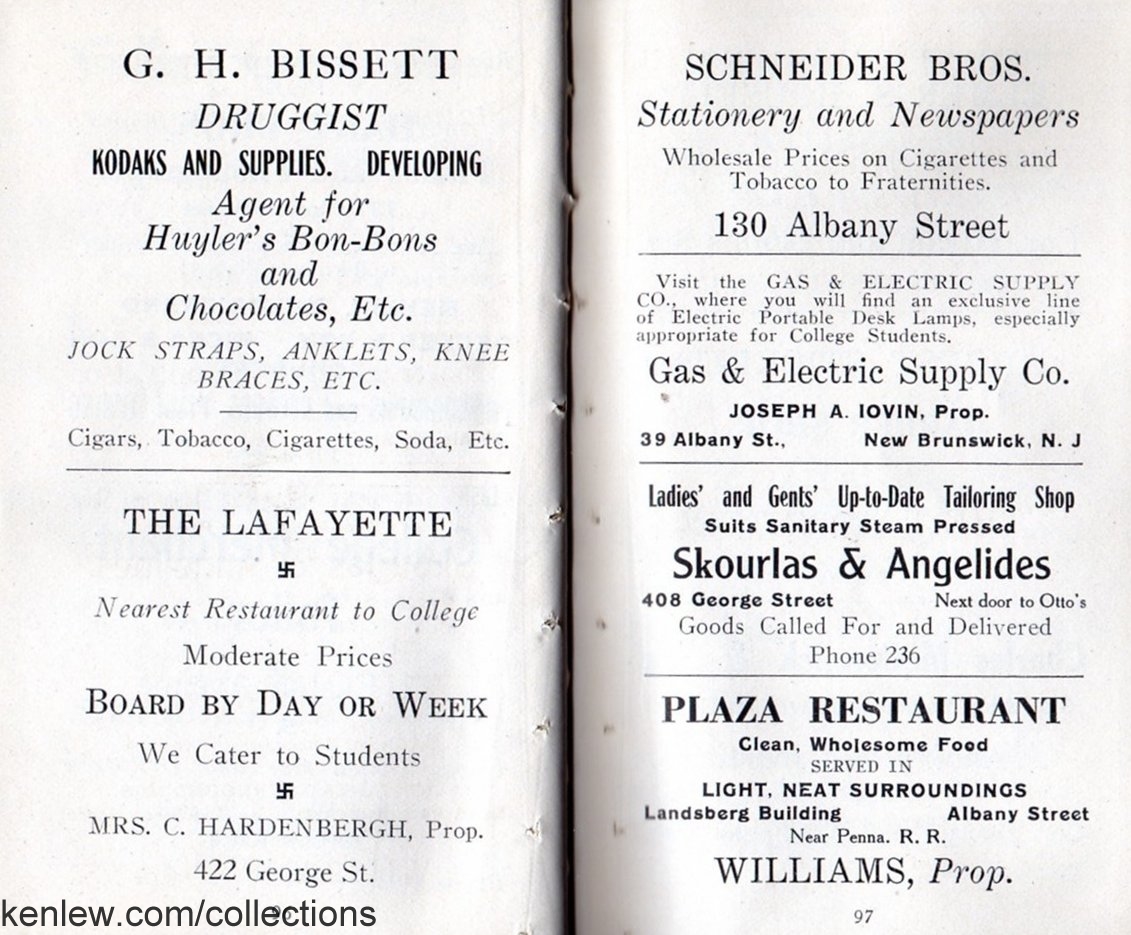 G. H. BISSETT
DRUGGIST
KODAKS AND SUPPLIES. DEVELOPING
Agent for
Huyler's Bon-Bons
and
Chocolates, Etc.
JOCK STRAPS, ANKLETS, KNEE
BRACES, ETC.
Cigars, Tobacco, Cigarettes, Soda, Etc.
THE LAFAYETTE
卐
Nearest Restaurant to College
Moderate Prices
BOARD BY DAY OR WEEK
We Cater to Students
卐
MRS. C. HARDENBERGH, Prop.
422 George St.
SCHNEIDER BROS.
Stationery and Newspapers
Wholesale Prices on Cigarettes and
Tobacco to Fraternities.
130 Albany Street
Visit the GAS & ELECTRIC SUPPLY
CO., where you will find an exclusive line
of Electric Portable Desk Lamps, especially
appropriate for College Students.
Gas & Electric Supply Co.
JOSEPH A. IOVIN, Prop.
39 Albany St., New Brunswick, N. J
Ladies' and Gents' Up-to-Date Tailoring Shop
Suits Sanitary Steam Pressed
Skourlas & Angelides
408 George Street Next door to Otto's
Goods Called For and Delivered
Phone 236
PLAZA RESTAURANT
Clean, Wholesome Food
SERVED IN
LIGHT, NEAT SURROUNDINGS
Landsberg Building Albany Street
Near Penna. R. R.
WILLIAMS, Prop.
97
kenlew.com/collections